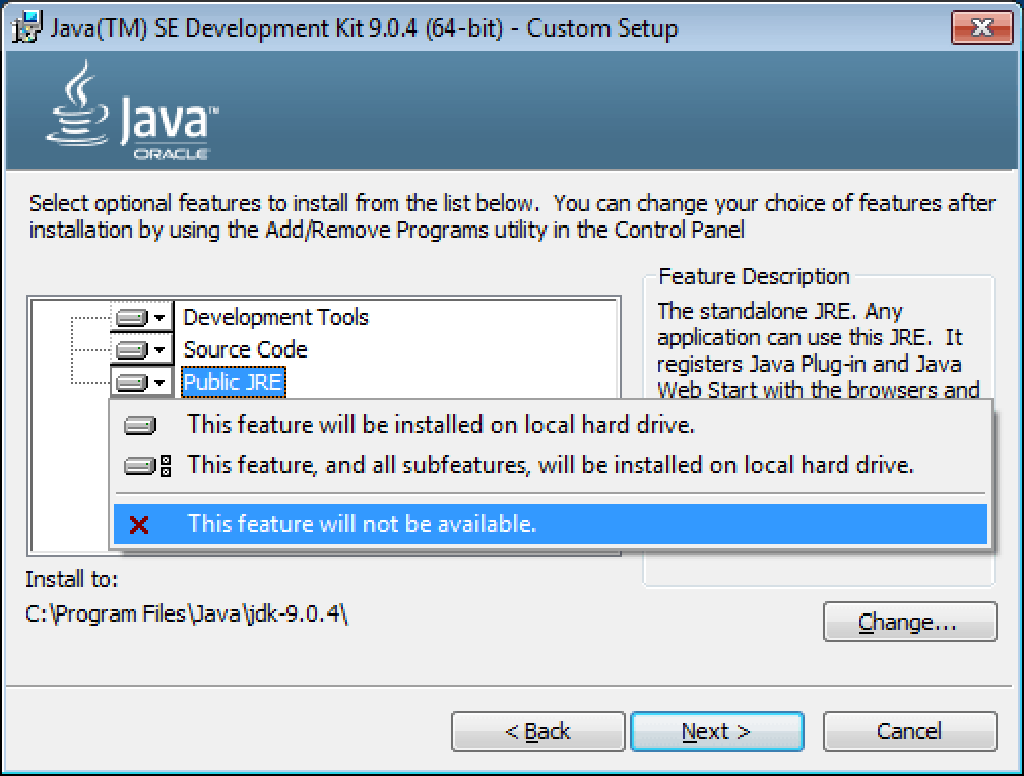 Java(TM) SE Development Kit 9.0.4 (64-bit) - Custom Setup
Java™
ORACLE
Select optional features to install from the list below.  You can change your choice of features after
installation by using the Add/Remove Programs utility in the Control Panel
Development Tools
Source Code
Public JRE
Feature Description
The standalone JRE. Any
application can use this JRE.  It
registers Java Plug-in and Java
Web Start with the browsers and
This feature will be installed on local hard drive.
This feature, and all subfeatures, will be installed on local hard drive.
This feature will not be available.
Install to:
C:\Program Files\Java\jdk-9.0.4\
Change...
< Back
Next >
Cancel